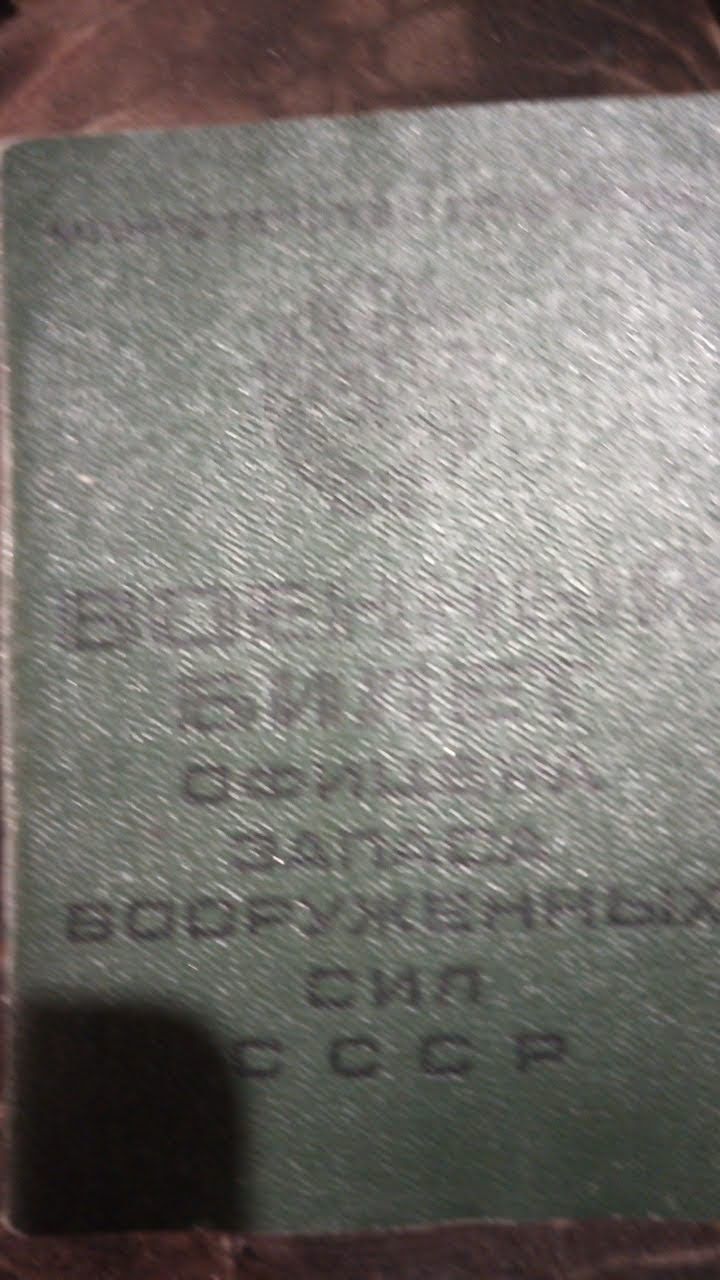 ВОЕННЫЙ
БИЛЕТ
ОФИЦЕРА
ЗАПАСА
ВООРУЖЕННЫХ
СИЛ
СССР